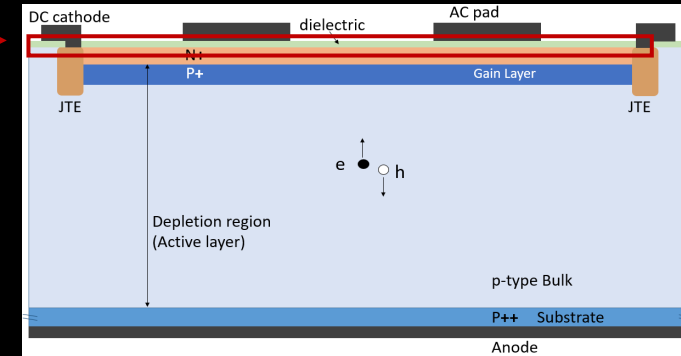 DC cathode
AC pad
dielectric
N+
P+
Gain Layer
JTE
JTE
e
h
Depletion region
(Active layer)
p-type Bulk
P++ Substrate
Anode